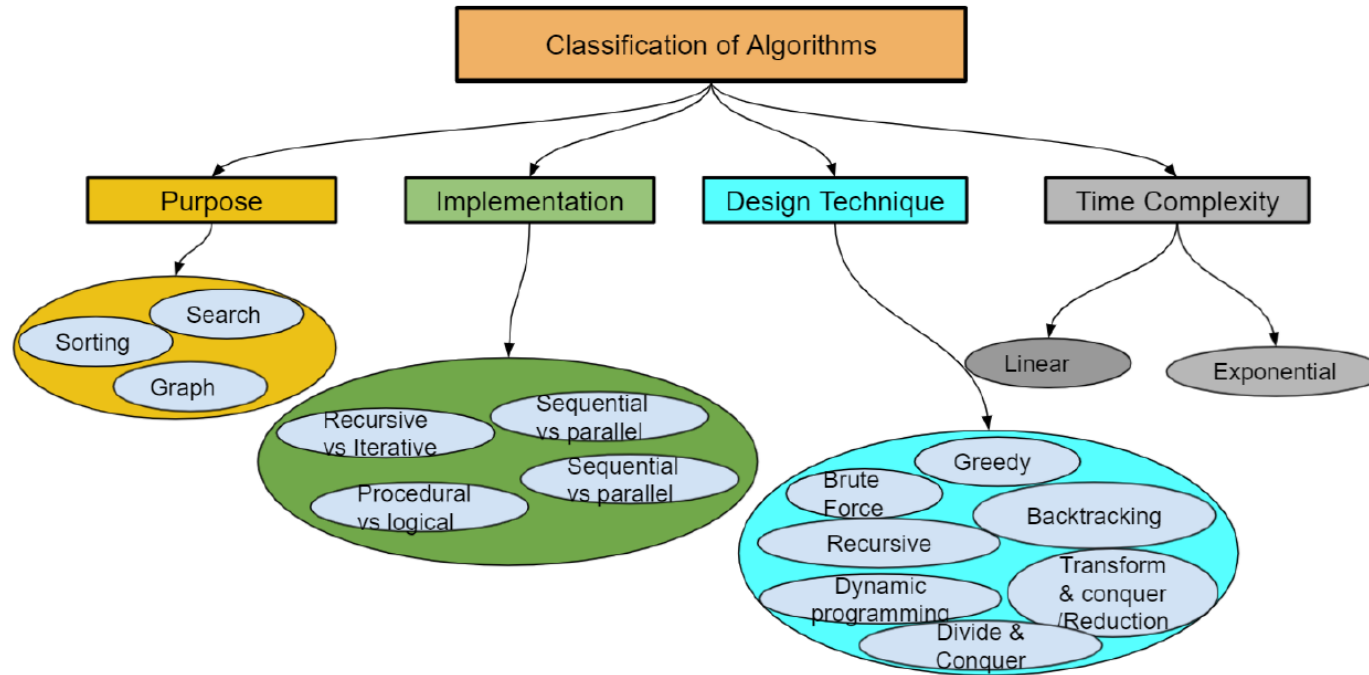 Classification of Algorithms
Purpose
Implementation
Design Technique
Time Complexity
Search
Sorting
Graph
Recursive
vs Iterative
Sequential
vs parallel
Sequential
vs parallel
Procedural
vs logical
Greedy
Brute
Force
Backtracking
Recursive
Transform
& conquer
/Reduction
Dynamic
programming
Divide &
Conquer
Linear
Exponential